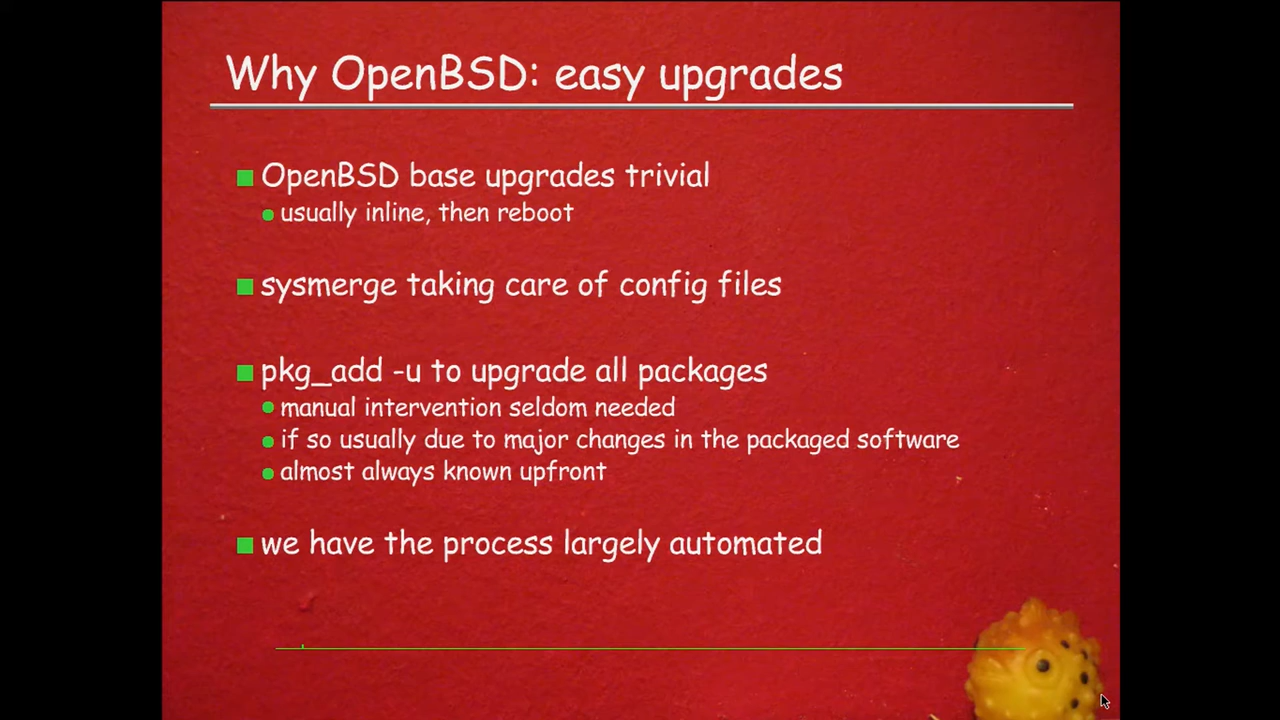 Why OpenBSD: easy upgrades
OpenBSD base upgrades trivial
usually inline, then reboot
sysmerge taking care of config files
pkg_add -u to upgrade all packages
manual intervention seldom needed
if so usually due to major changes in the packaged software
almost always known upfront
we have the process largely automated